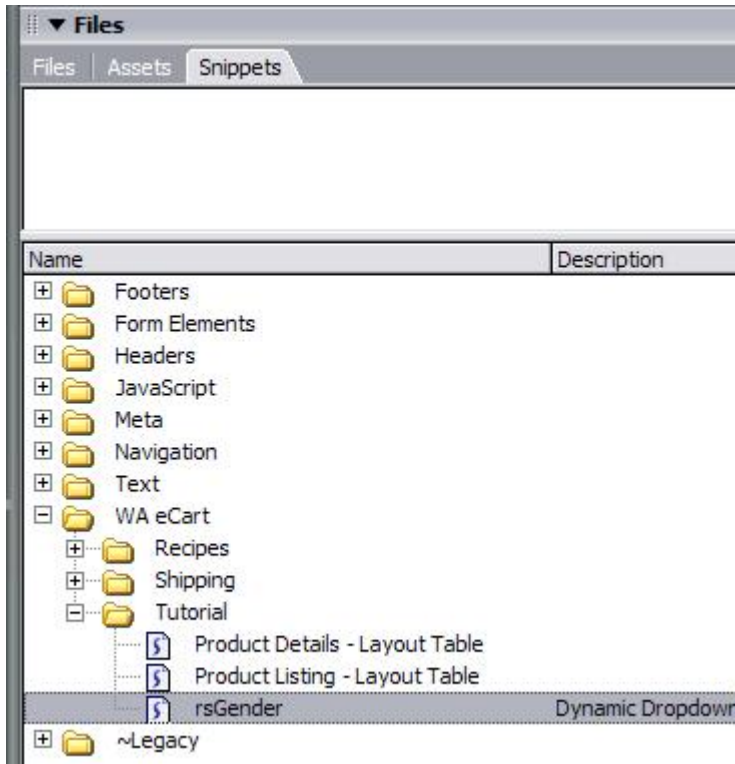 Files
Files Assets Snippets
Name Description
Footers
Form Elements
Headers
JavaScript
Meta
Navigation
Text
WA eCart
Recipes
Shipping
Tutorial
Product Details - Layout Table
Product Listing - Layout Table
rsGender Dynamic Dropdown
~Legacy